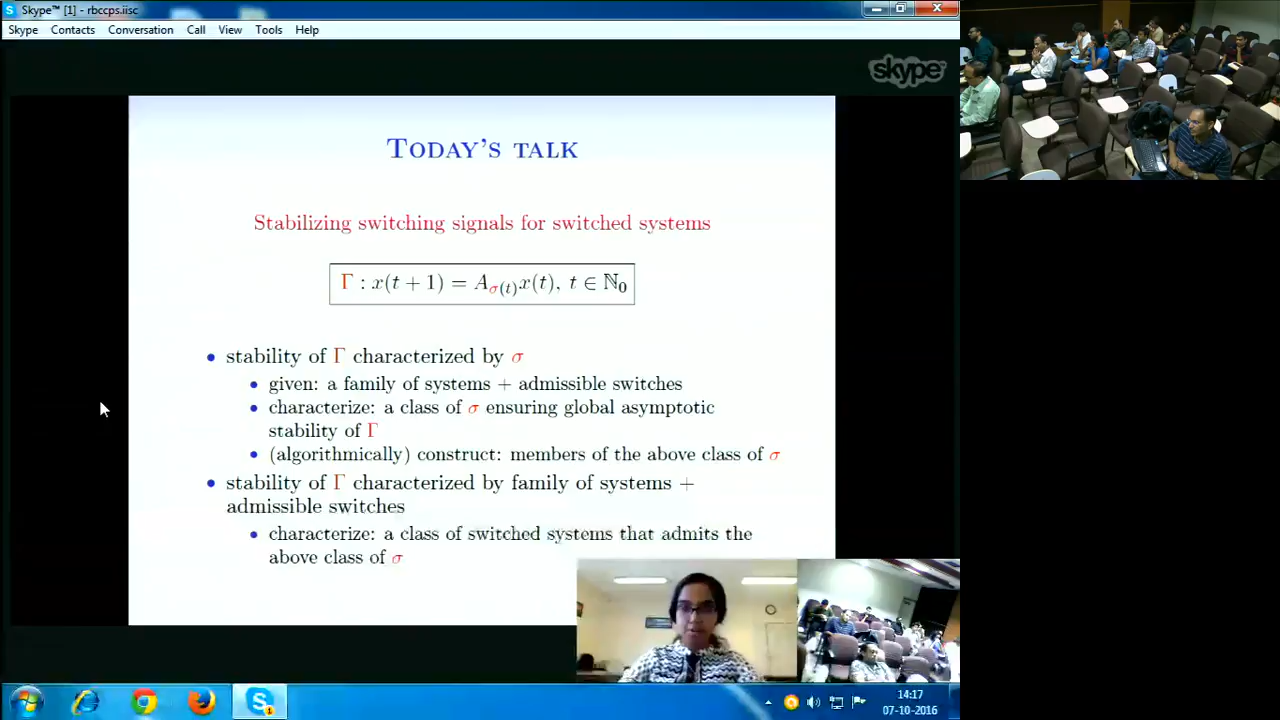 Skype™ [1] - rbccps.iisc
Skype Contacts Conversation Call View Tools Help
skype
Today's talk
Stabilizing switching signals for switched systems
Γ : x(t + 1) = A_{σ(t)}x(t), t ∈ ℕ₀
• stability of Γ characterized by σ
• given: a family of systems + admissible switches
• characterize: a class of σ ensuring global asymptotic
stability of Γ
• (algorithmically) construct: members of the above class of σ
• stability of Γ characterized by family of systems +
admissible switches
• characterize: a class of switched systems that admits the
above class of σ
14:17
07-10-2016